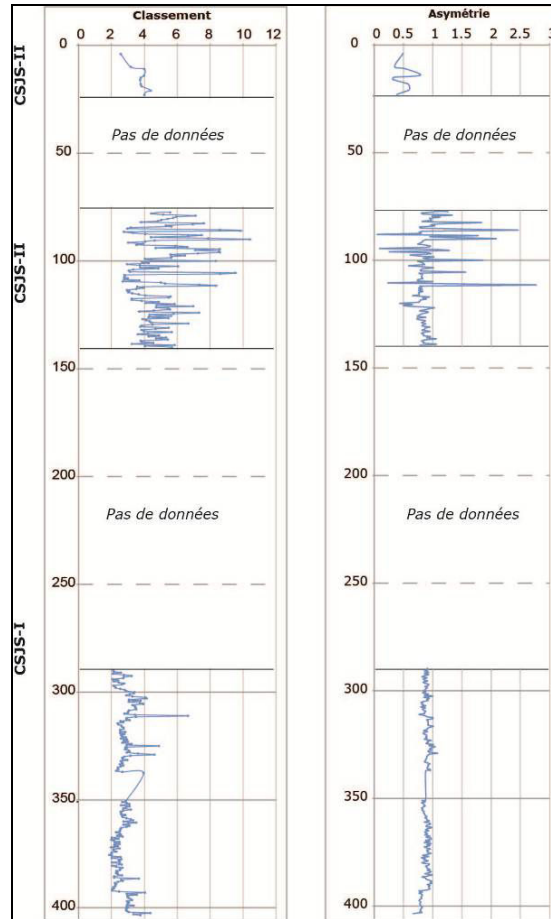 Classement
Asymétrie
0 2 4 6 8 10 12
0 0.5 1 1.5 2 2.5 3
CSJS-II
0
0
Pas de données
Pas de données
50
50
CSJS-II
100
100
150
150
200
200
Pas de données
Pas de données
250
250
CSJS-I
300
300
350
350
400
400